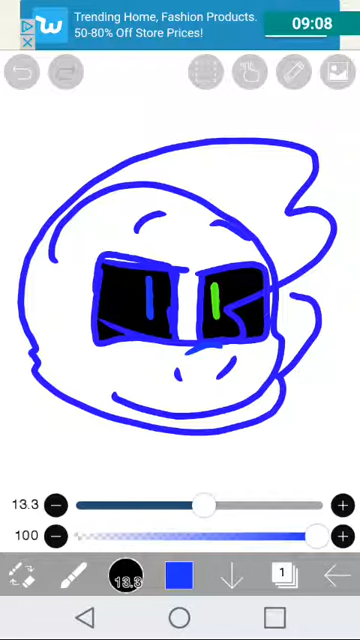 Trending Home, Fashion Products.
50-80% Off Store Prices!
09:08
13.3
100
13.3
1